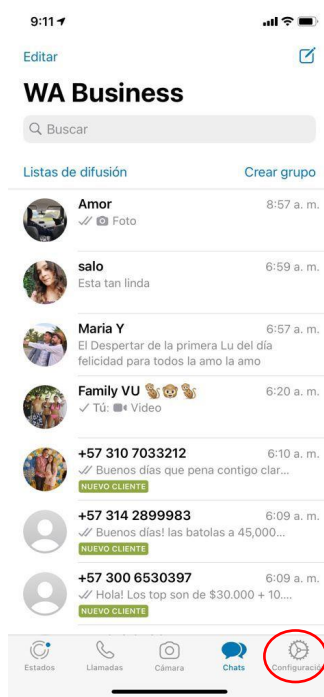 9:11
Editar
WA Business
Buscar
Listas de difusión Crear grupo
Amor 8:57 a. m.
Foto
salo 6:59 a. m.
Esta tan linda
Maria Y 6:57 a. m.
El Despertar de la primera Lu del día
felicidad para todos la amo la amo
Family VU 🐒🐵🐒 6:20 a. m.
Tú: Video
+57 310 7033212 6:10 a. m.
Buenos días que pena contigo clar...
NUEVO CLIENTE
+57 314 2899983 6:09 a. m.
Buenos días! las batolas a 45,000...
NUEVO CLIENTE
+57 300 6530397 6:09 a. m.
Hola! Los top son de $30.000 + 10....
NUEVO CLIENTE
Estados Llamadas Cámara Chats Configuració